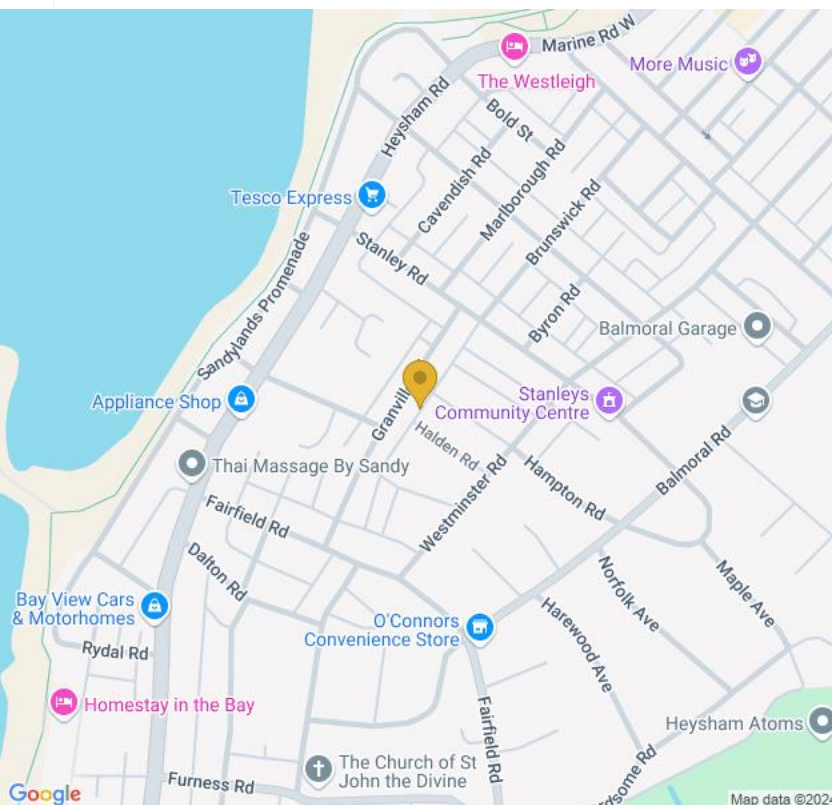 Marine Rd W
The Westleigh
More Music
Heysham Rd
Bold St
Cavendish Rd
Marlborough Rd
Tesco Express
Brunswick Rd
Stanley Rd
Sandylands Promenade
Byron Rd
Balmoral Garage
Appliance Shop
Granvill
Stanleys
Community Centre
Halden Rd
Balmoral Rd
Thai Massage By Sandy
Hampton Rd
Westminster Rd
Fairfield Rd
Dalton Rd
Norfolk Ave
Maple Ave
Bay View Cars
& Motorhomes
O'Connors
Convenience Store
Harewood Ave
Rydal Rd
Homestay in the Bay
Fairfield Rd
Heysham Atoms
The Church of St
John the Divine
Furness Rd
rdsome Rd
Google
Map data ©2024